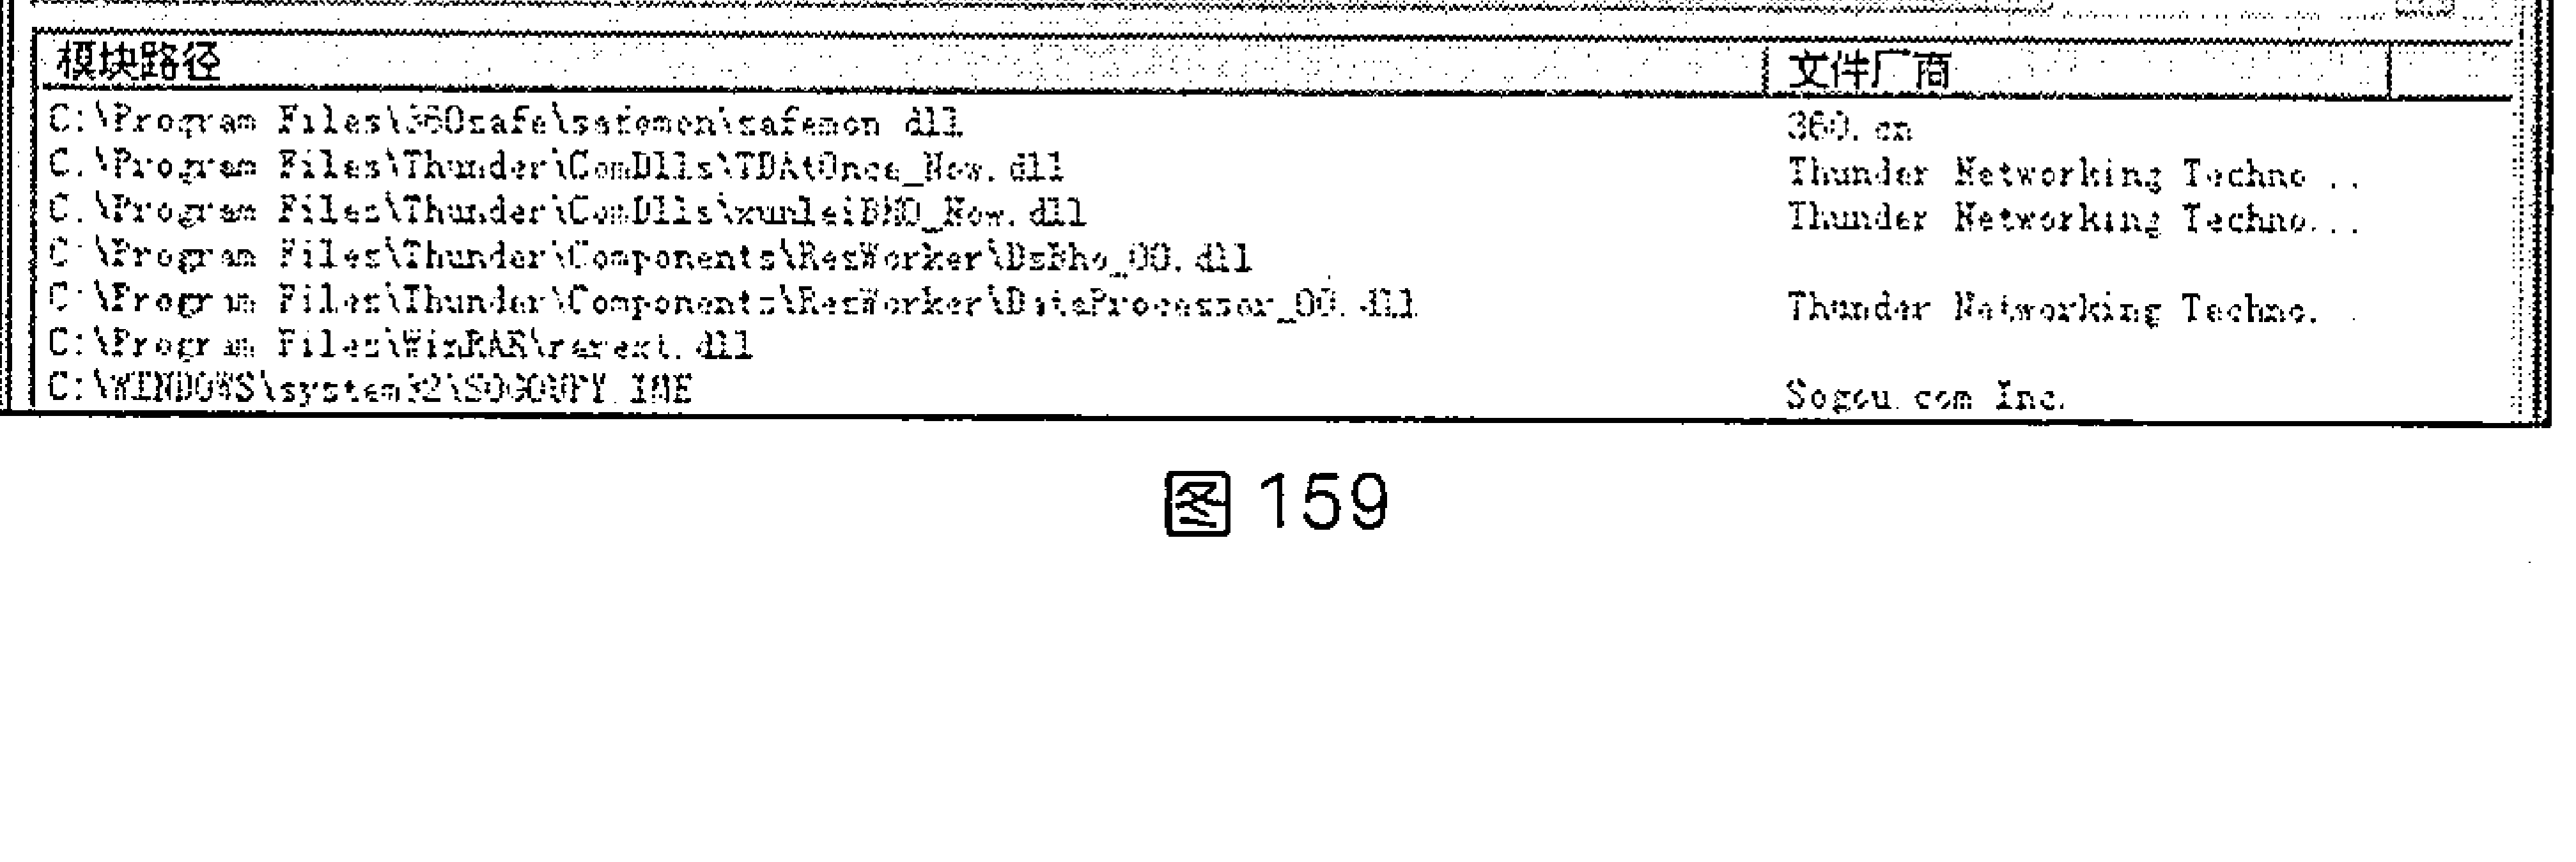 模块路径 文件厂商
C:\Program Files\360safe\safemon\safemon.dll 360.cn
C:\Program Files\Thunder\ComDlls\TDAtOnce_Now.dll Thunder Networking Techno...
C:\Program Files\Thunder\ComDlls\xunleiBHO_Now.dll Thunder Networking Techno...
C:\Program Files\Thunder\Components\ResWorker\DsBho_00.dll
C:\Program Files\Thunder\Components\ResWorker\DataProcessor_00.dll Thunder Networking Techno.
C:\Program Files\WinRAR\rarext.dll
C:\WINDOWS\system32\SOGOUPY.IME Sogou.com Inc.
图 159